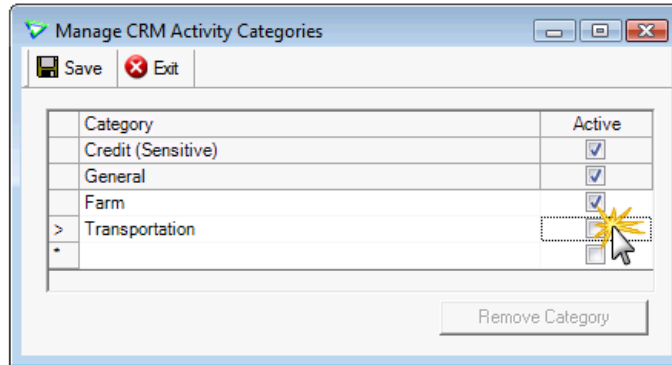 Manage CRM Activity Categories
Save Exit
Category Active
Credit (Sensitive)
General
Farm
> Transportation
*
Remove Category